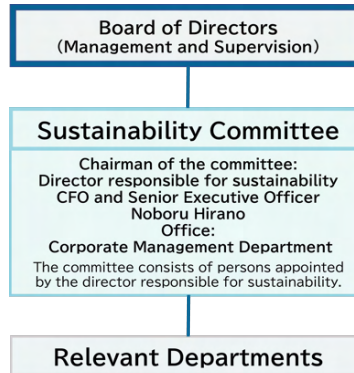 Board of Directors
(Management and Supervision)
Sustainability Committee
Chairman of the committee:
Director responsible for sustainability
CFO and Senior Executive Officer
Noboru Hirano
Office:
Corporate Management Department
The committee consists of persons appointed
by the director responsible for sustainability.
Relevant Departments